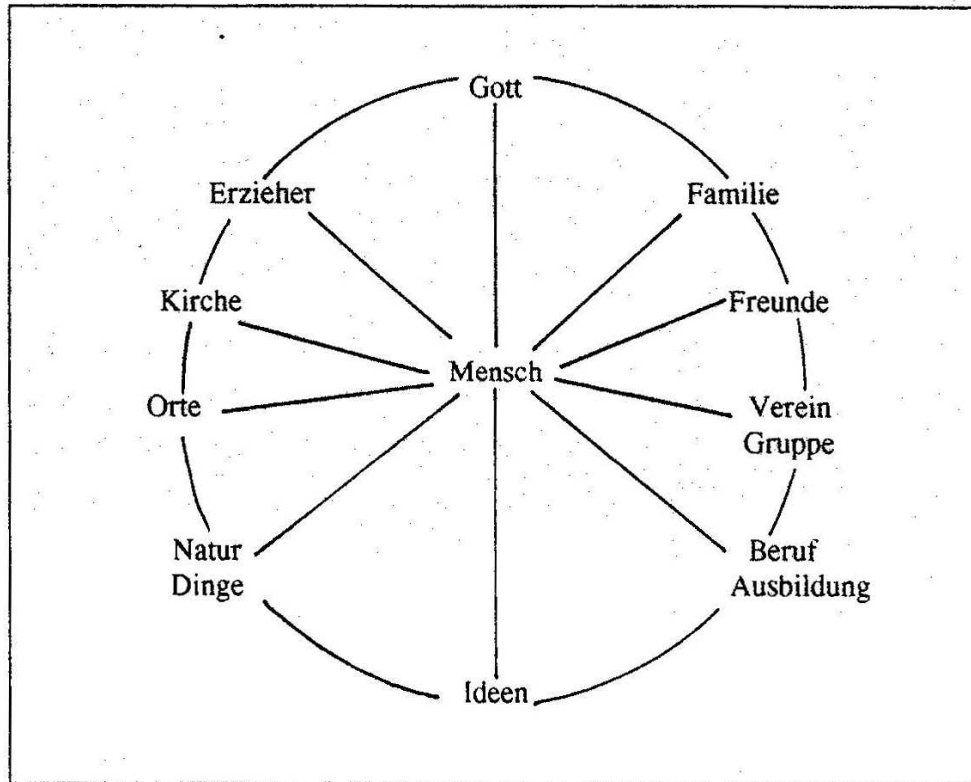 Gott
Erzieher
Familie
Kirche
Freunde
Mensch
Orte
Verein
Gruppe
Natur
Dinge
Beruf
Ausbildung
Ideen